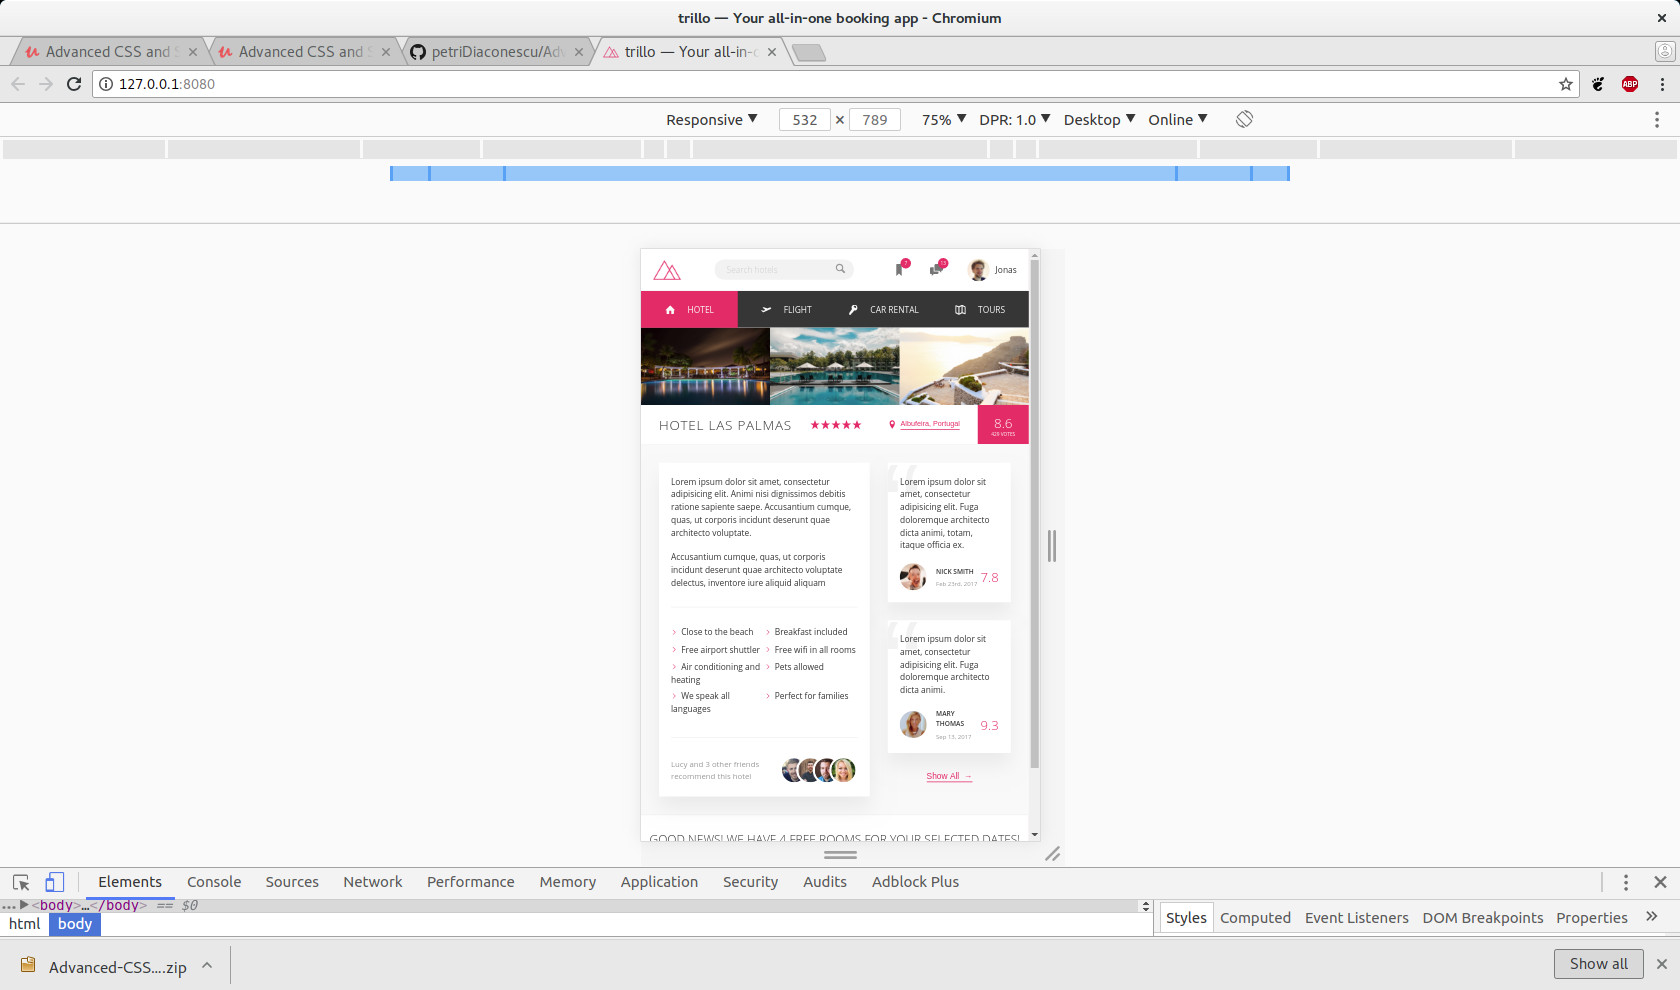 trillo — Your all-in-one booking app - Chromium
Advanced CSS and S
Advanced CSS and S
petriDiaconescu/Adv
trillo — Your all-in-o
127.0.0.1:8080
ABP
Responsive ▼ 532 × 789 75% ▼ DPR: 1.0 ▼ Desktop ▼ Online ▼
Search hotels
7
13
Jonas
HOTEL
FLIGHT
CAR RENTAL
TOURS
HOTEL LAS PALMAS ★★★★★
Albufeira, Portugal
8.6
429 VOTES
Lorem ipsum dolor sit amet, consectetur
adipisicing elit. Animi nisi dignissimos debitis
ratione sapiente saepe. Accusantium cumque,
quas, ut corporis incidunt deserunt quae
architecto voluptate.
Accusantium cumque, quas, ut corporis
incidunt deserunt quae architecto voluptate
delectus, inventore iure aliquid aliquam
Close to the beach
Breakfast included
Free airport shuttler
Free wifi in all rooms
Air conditioning and
heating
Pets allowed
We speak all
languages
Perfect for families
Lucy and 3 other friends
recommend this hotel
“
Lorem ipsum dolor sit
amet, consectetur
adipisicing elit. Fuga
doloremque architecto
dicta animi, totam,
itaque officia ex.
NICK SMITH
Feb 23rd, 2017
7.8
“
Lorem ipsum dolor sit
amet, consectetur
adipisicing elit. Fuga
doloremque architecto
dicta animi.
MARY
THOMAS
Sep 13, 2017
9.3
Show All →
GOOD NEWS! WE HAVE 4 FREE ROOMS FOR YOUR SELECTED DATES!
Elements Console Sources Network Performance Memory Application Security Audits Adblock Plus
...▶<body>…</body> == $0
html body
Styles Computed Event Listeners DOM Breakpoints Properties »
Advanced-CSS....zip
Show all